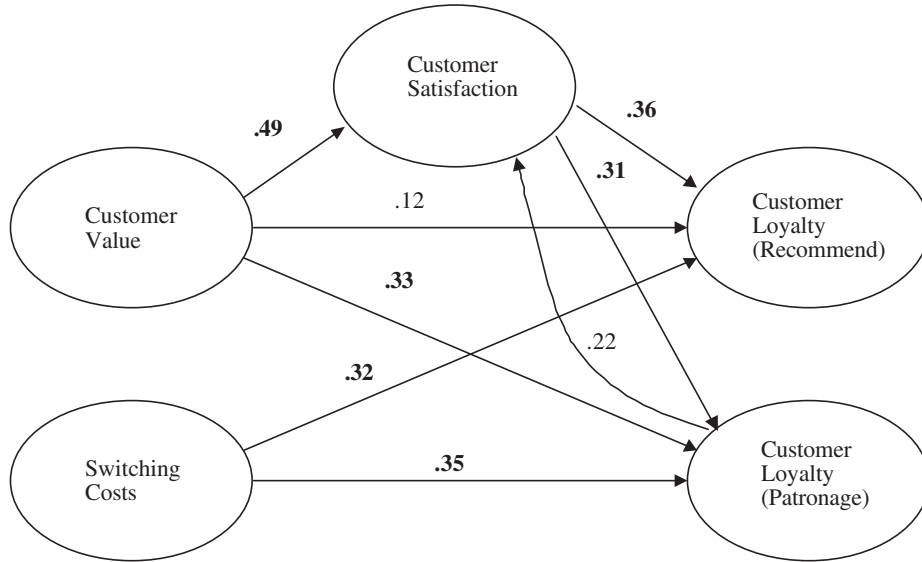 Customer
Satisfaction
.49
.36
.31
Customer
Value
.12
Customer
Loyalty
(Recommend)
.33
.22
.32
Switching
Costs
.35
Customer
Loyalty
(Patronage)